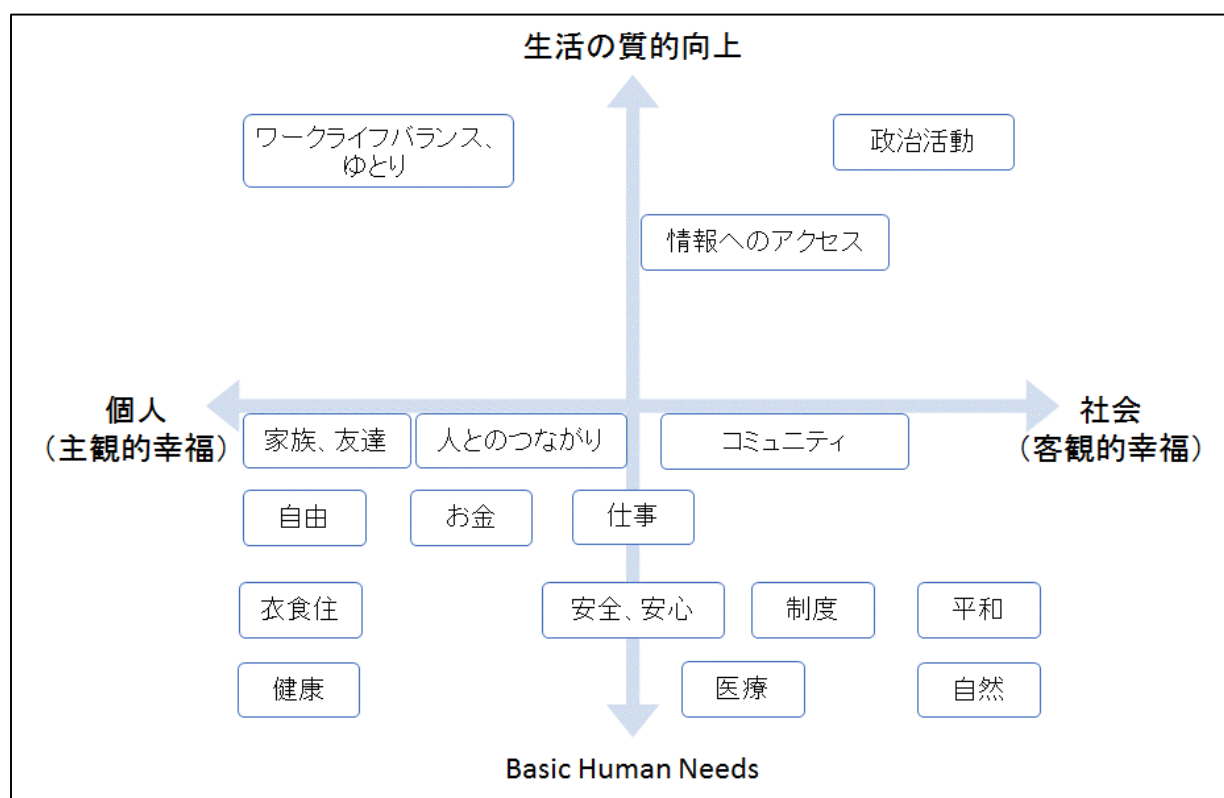 生活の質的向上
ワークライフバランス、
ゆとり
政治活動
情報へのアクセス
個人
（主観的幸福）
社会
（客観的幸福）
家族、友達
人とのつながり
コミュニティ
自由
お金
仕事
衣食住
安全、安心
制度
平和
健康
医療
自然
Basic Human Needs